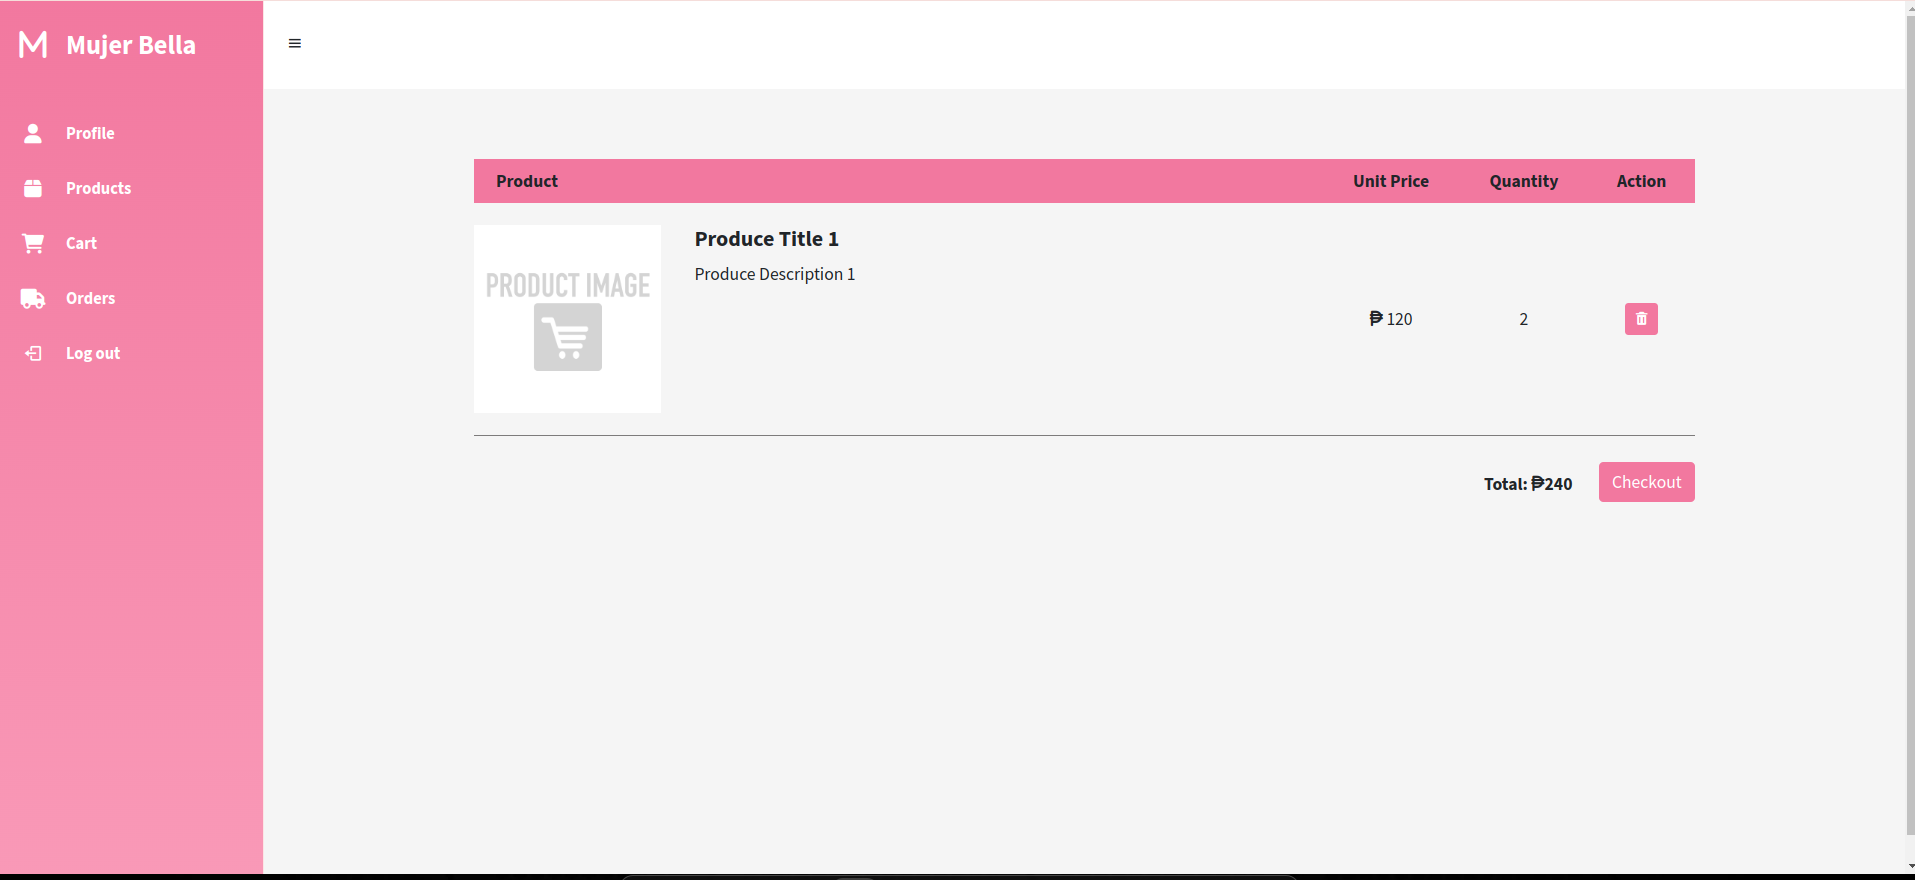 M Mujer Bella
Profile
Products
Cart
Orders
Log out
Product Unit Price Quantity Action
PRODUCT IMAGE
Produce Title 1
Produce Description 1
₱ 120 2
Total: ₱240 Checkout